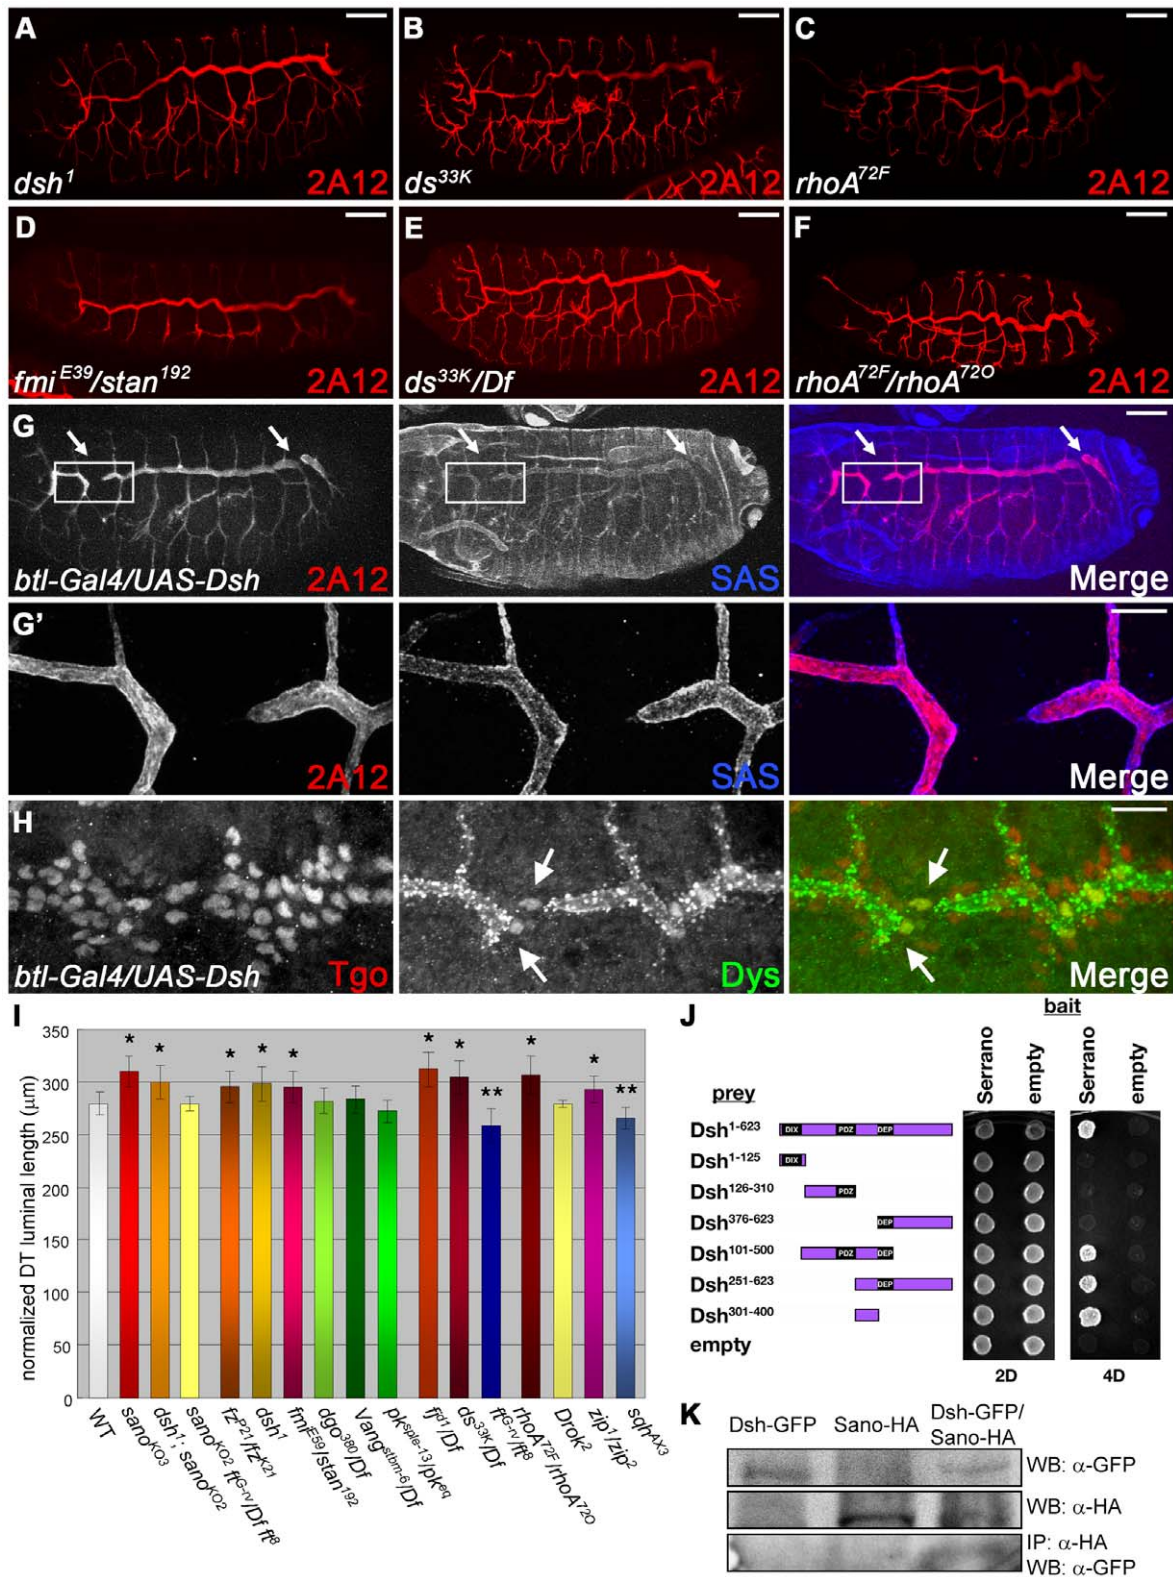 A
dsh¹
2A12
B
ds³³ᴷ
2A12
C
rhoA⁷²ᶠ
2A12
D
fmi ᴱ³⁹/stan¹⁹²
2A12
E
ds³³ᴷ/Df
2A12
F
rhoA⁷²ᶠ/rhoA⁷²ᴼ
2A12
G
btl-Gal4/UAS-Dsh
2A12
SAS
Merge
G'
2A12
SAS
Merge
H
btl-Gal4/UAS-Dsh
Tgo
Dys
Merge
I
normalized DT luminal length (µm)
350
300
250
200
150
100
50
0
* * * * * * * ** * * **
WT
sanoᴷᴼ³
dsh¹; sanoᴷᴼ²
sanoᴷᴼ² ftᴳ⁻ʳᵛ/Df ft⁸
fzᴾ²¹/fzᴷ²¹
dsh¹
fmiᴱ⁵⁹/stan¹⁹²
dgo³⁸⁰/Df
Vangˢᵗᵇᵐ⁻⁶/Df
pkˢᵖˡᵉ⁻¹³/pkᵉq
fjᵈ¹/Df
ds³³ᴷ/Df
ftᴳ⁻ʳᵛ/ft⁸
rhoA⁷²ᶠ/rhoA⁷²ᴼ
Drok²
zip¹/zip²
sqhᴬˣ³
J
bait
Serrano
empty
Serrano
empty
prey
Dsh¹⁻⁶²³
DIX PDZ DEP
Dsh¹⁻¹²⁵
DIX
Dsh¹²⁶⁻³¹⁰
PDZ
Dsh³⁷⁶⁻⁶²³
DEP
Dsh¹⁰¹⁻⁵⁰⁰
PDZ DEP
Dsh²⁵¹⁻⁶²³
DEP
Dsh³⁰¹⁻⁴⁰⁰
empty
2D
4D
K
Dsh-GFP
Sano-HA
Dsh-GFP/
Sano-HA
WB: α-GFP
WB: α-HA
IP: α-HA
WB: α-GFP